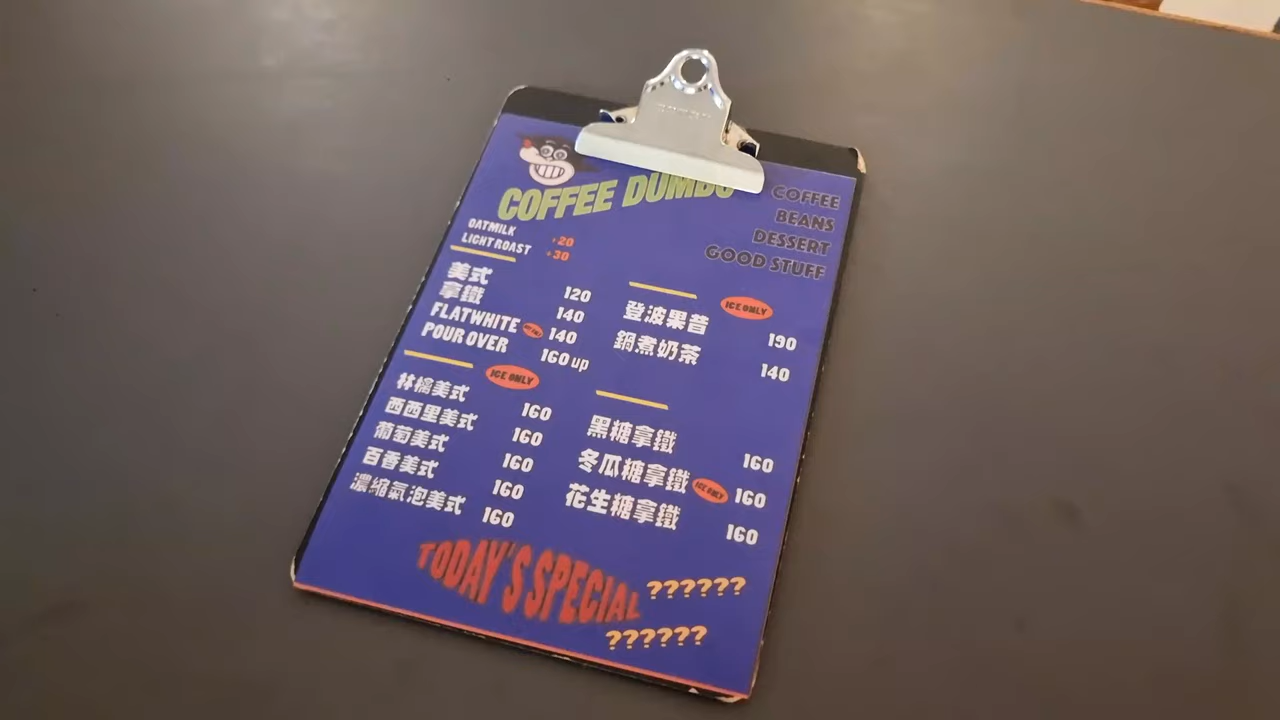 COFFEE DUMBO
COFFEE
BEANS
DESSERT
GOOD STUFF
OATMILK +20
LIGHT ROAST +30
美式 120
拿鐵 140
FLATWHITE 140
POUR OVER 160 up
ICE ONLY
林檎美式 160
西西里美式 160
葡萄美式 160
百香美式 160
濃縮氣泡美式 160
ICE ONLY
登波果昔 190
鍋煮奶茶 140
黑糖拿鐵 160
冬瓜糖拿鐵 ICE ONLY 160
花生糖拿鐵 160
TODAY'S SPECIAL ??????
??????